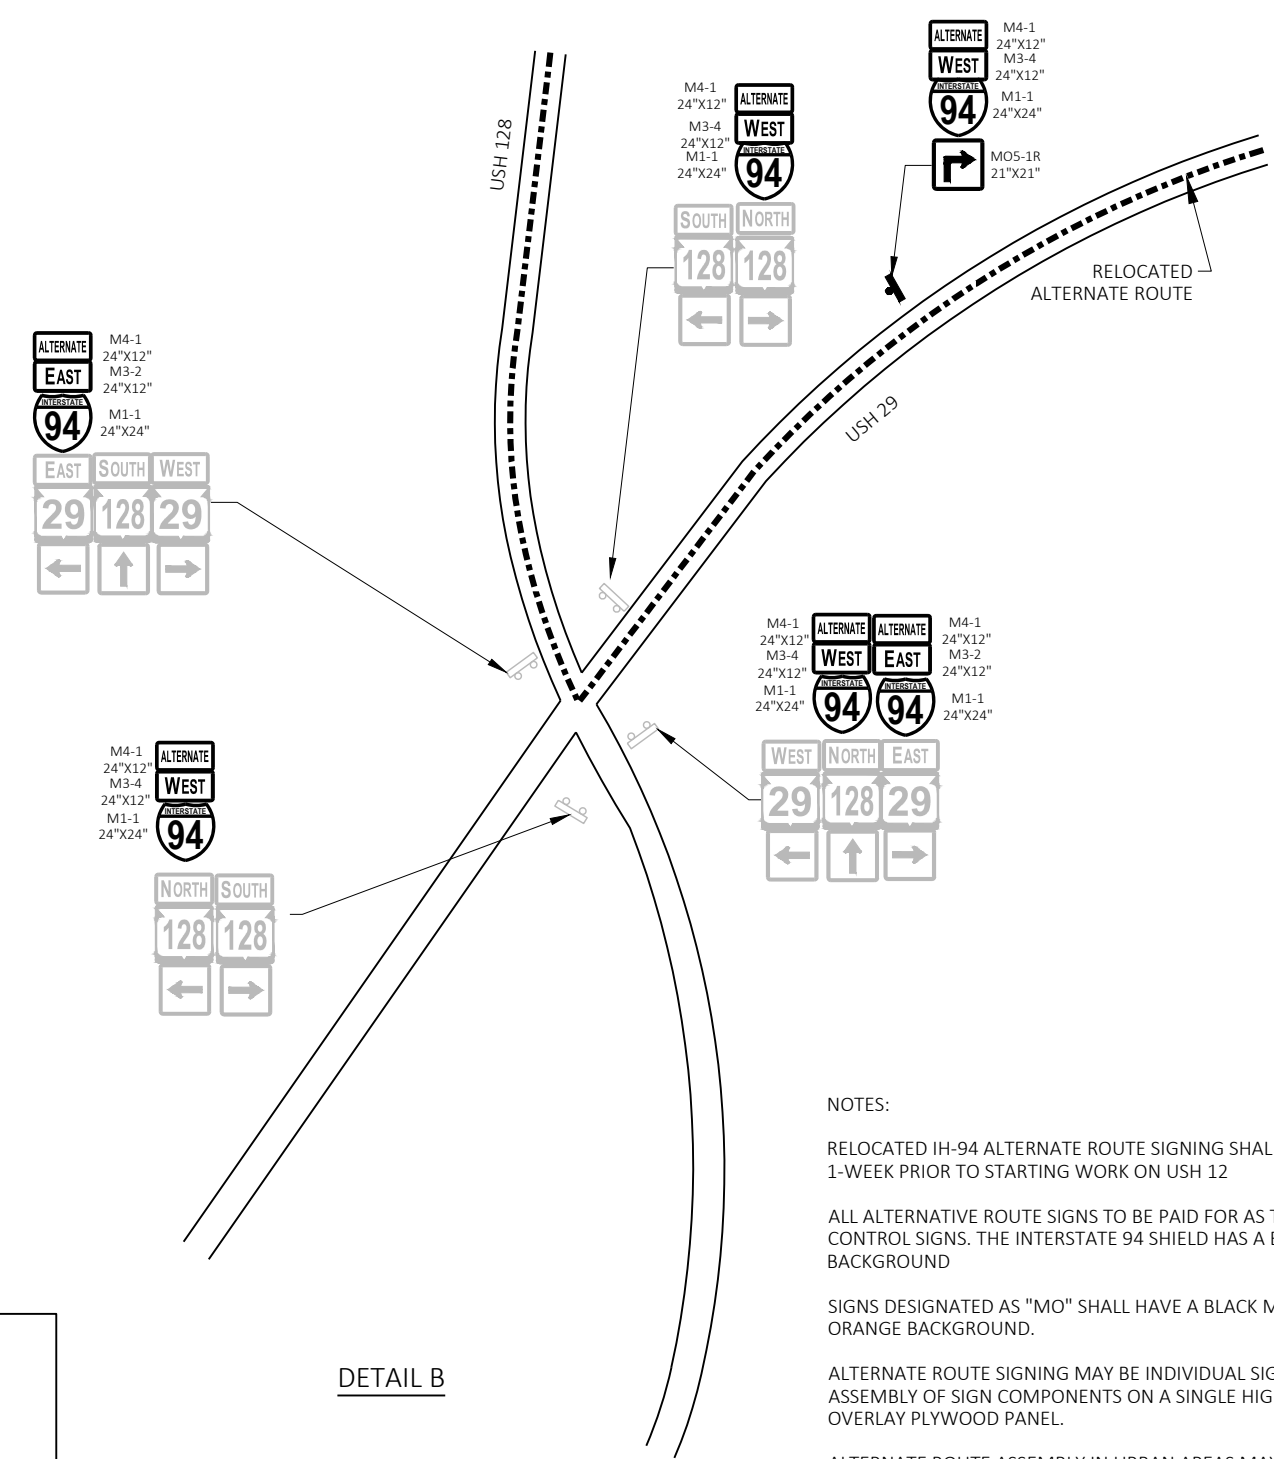 ALTERNATE
M4-1
24"X12"
WEST
M3-4
24"X12"
INTERSTATE
94
M1-1
24"X24"
MO5-1R
21"X21"
M4-1
24"X12"
ALTERNATE
M3-4
24"X12"
WEST
M1-1
24"X24"
INTERSTATE
94
SOUTH NORTH
128 128
USH 128
RELOCATED
ALTERNATE ROUTE
USH 29
ALTERNATE
M4-1
24"X12"
EAST
M3-2
24"X12"
INTERSTATE
94
M1-1
24"X24"
EAST SOUTH WEST
29 128 29
M4-1
24"X12"
ALTERNATE ALTERNATE
M4-1
24"X12"
M3-4
24"X12"
WEST EAST
M3-2
24"X12"
M1-1
24"X24"
INTERSTATE INTERSTATE
94 94
M1-1
24"X24"
WEST NORTH EAST
29 128 29
M4-1
24"X12"
ALTERNATE
M3-4
24"X12"
WEST
M1-1
24"X24"
INTERSTATE
94
NORTH SOUTH
128 128
NOTES:
RELOCATED IH-94 ALTERNATE ROUTE SIGNING
1-WEEK PRIOR TO STARTING WORK ON USH 12
ALL ALTERNATIVE ROUTE SIGNS TO BE PAID FOR AS
CONTROL SIGNS. THE INTERSTATE 94 SHIELD HAS A
BACKGROUND
SIGNS DESIGNATED AS "MO" SHALL HAVE A BLACK
ORANGE BACKGROUND.
ALTERNATE ROUTE SIGNING MAY BE INDIVIDUAL
ASSEMBLY OF SIGN COMPONENTS ON A SINGLE
OVERLAY PLYWOOD PANEL.
ALTERNATE ROUTE ASSEMBLY IN URBAN AREAS MAY
DETAIL B